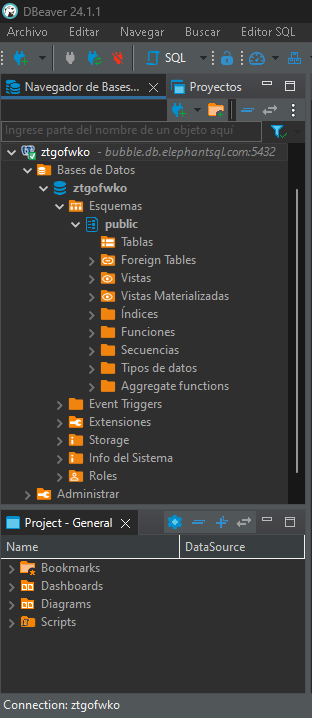 DBeaver 24.1.1
Archivo Editar Navegar Buscar Editor SQL
SQL
Navegador de Bases... Proyectos
Ingrese parte del nombre de un objeto aquí
ztgofwko - bubble.db.elephantsql.com:5432
Bases de Datos
ztgofwko
Esquemas
public
Tablas
Foreign Tables
Vistas
Vistas Materializadas
Índices
Funciones
Secuencias
Tipos de datos
Aggregate functions
Event Triggers
Extensiones
Storage
Info del Sistema
Roles
Administrar
Project - General
Name DataSource
Bookmarks
Dashboards
Diagrams
Scripts
Connection: ztgofwko